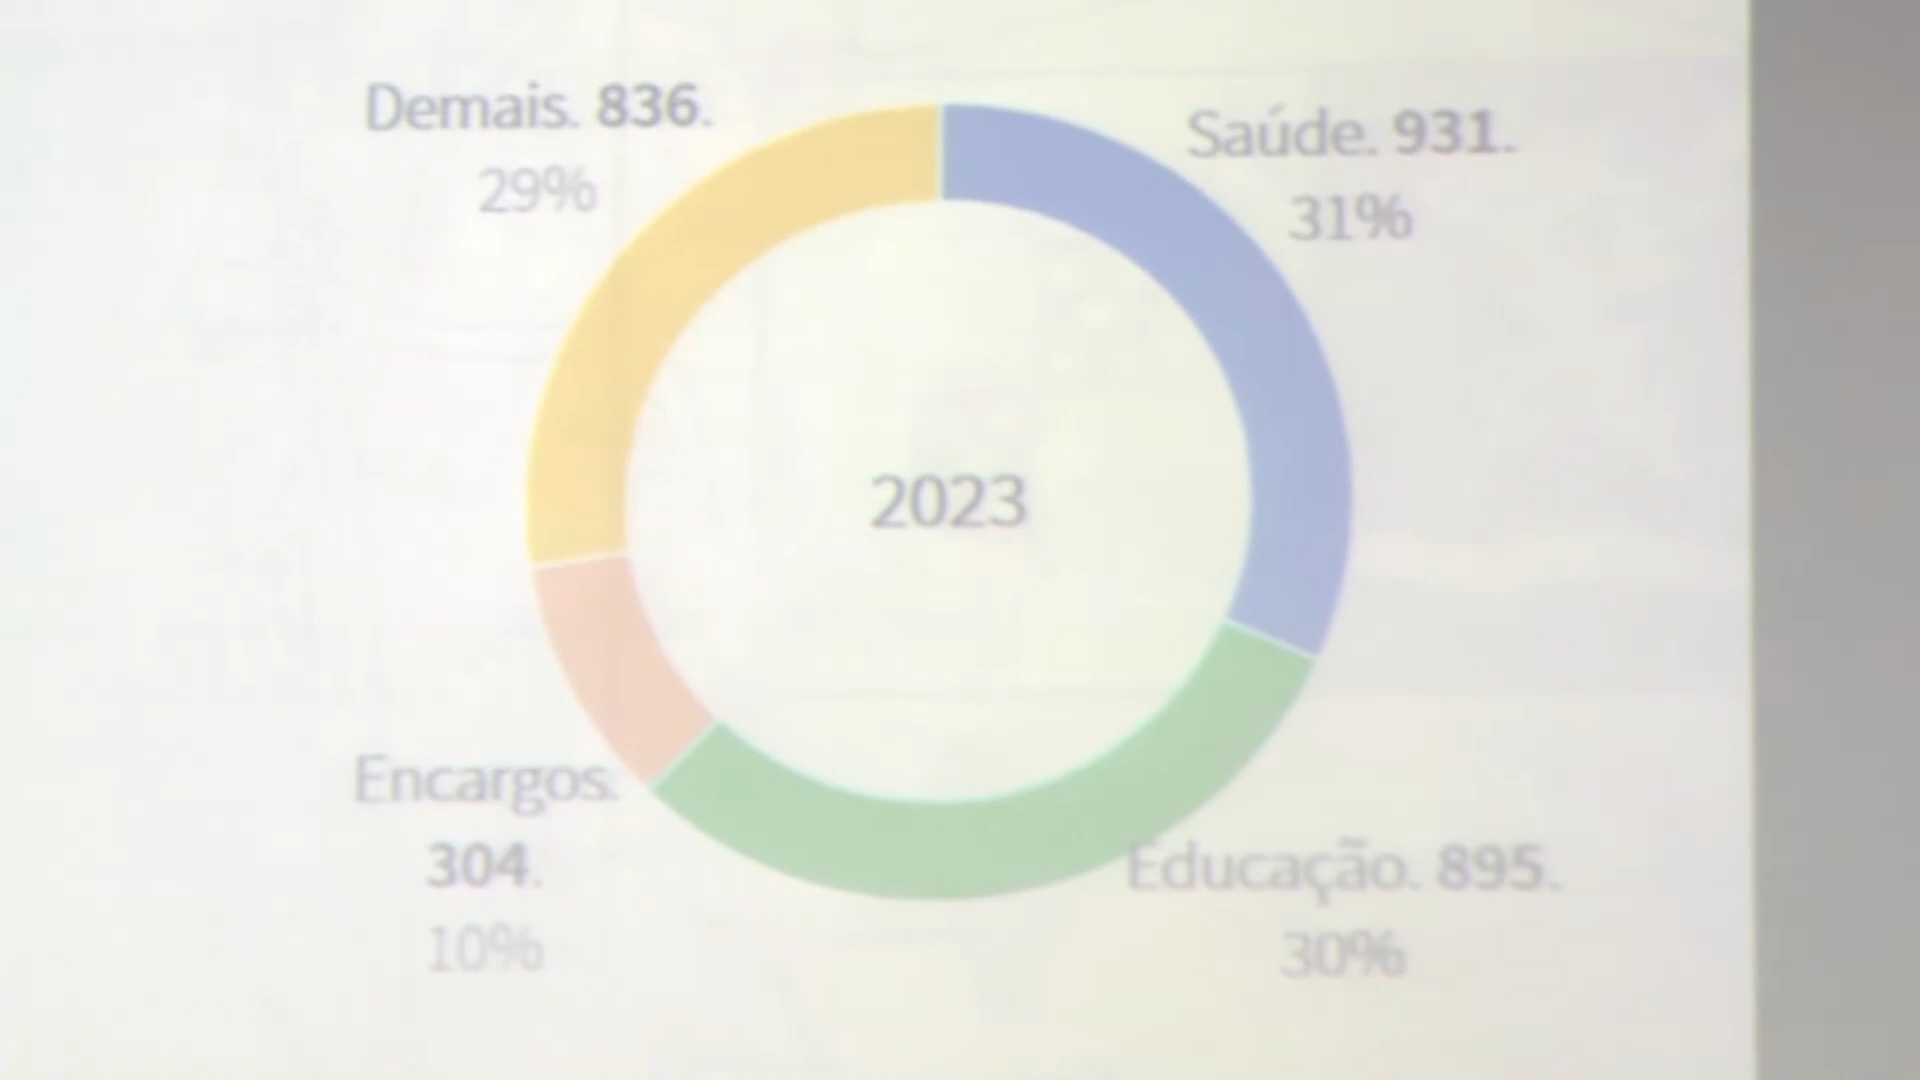 Demais. 836.
29%
Saúde. 931.
31%
2023
Encargos.
304.
10%
Educação. 895.
30%